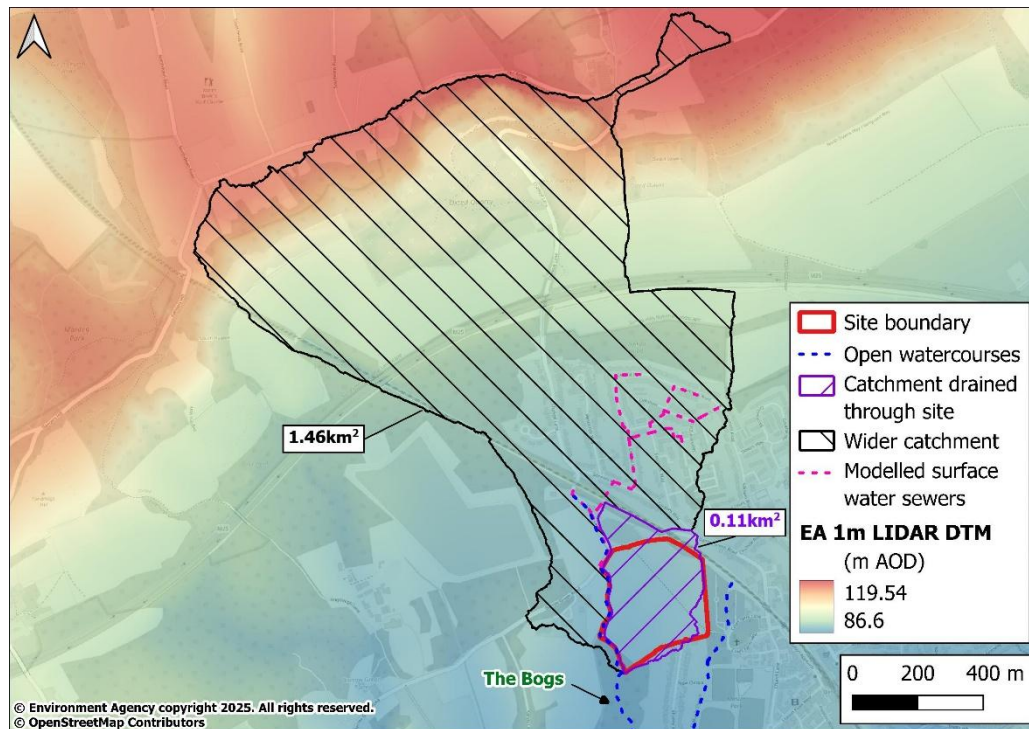 1.46km²
0.11km²
The Bogs
Site boundary
Open watercourses
Catchment drained
through site
Wider catchment
Modelled surface
water sewers
EA 1m LIDAR DTM
(m AOD)
119.54
86.6
0 200 400 m
© Environment Agency copyright 2025. All rights reserved.
© OpenStreetMap Contributors